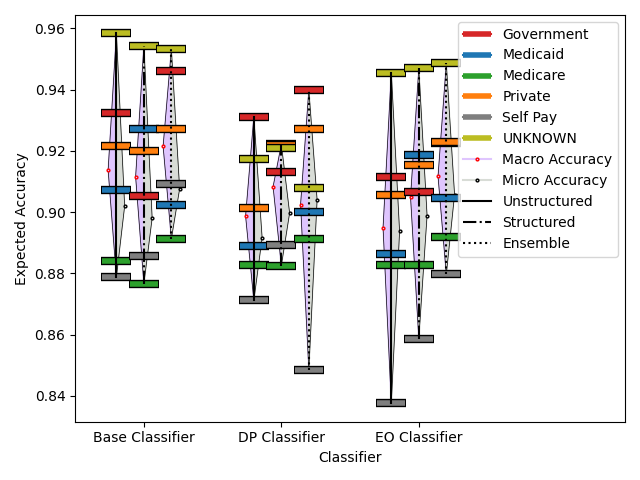 0.96
0.94
0.92
0.90
0.88
0.86
0.84
Expected Accuracy
Government
Medicaid
Medicare
Private
Self Pay
UNKNOWN
Macro Accuracy
Micro Accuracy
Unstructured
Structured
Ensemble
Base Classifier
DP Classifier
EO Classifier
Classifier